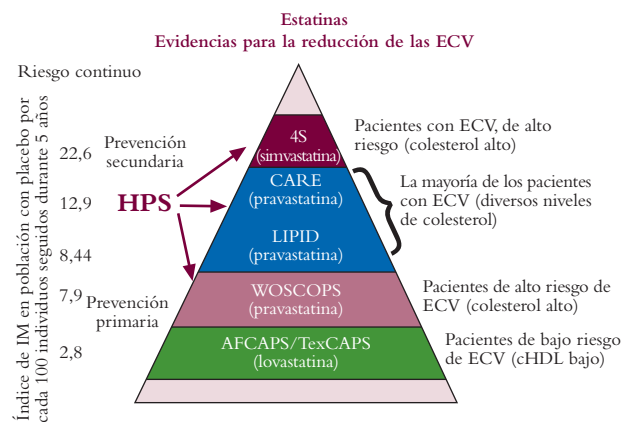 Estatinas
Evidencias para la reducción de las ECV
Riesgo continuo
Índice de IM en población con placebo por
cada 100 individuos seguidos durante 5 años
22,6
12,9
8,44
7,9
2,8
Prevención
secundaria
HPS
Prevención
primaria
4S
(simvastatina)
CARE
(pravastatina)
LIPID
(pravastatina)
WOSCOPS
(pravastatina)
AFCAPS/TexCAPS
(lovastatina)
Pacientes con ECV, de alto
riesgo (colesterol alto)
La mayoría de los pacientes
con ECV (diversos niveles
de colesterol)
Pacientes de alto riesgo de
ECV (colesterol alto)
Pacientes de bajo riesgo
de ECV (cHDL bajo)